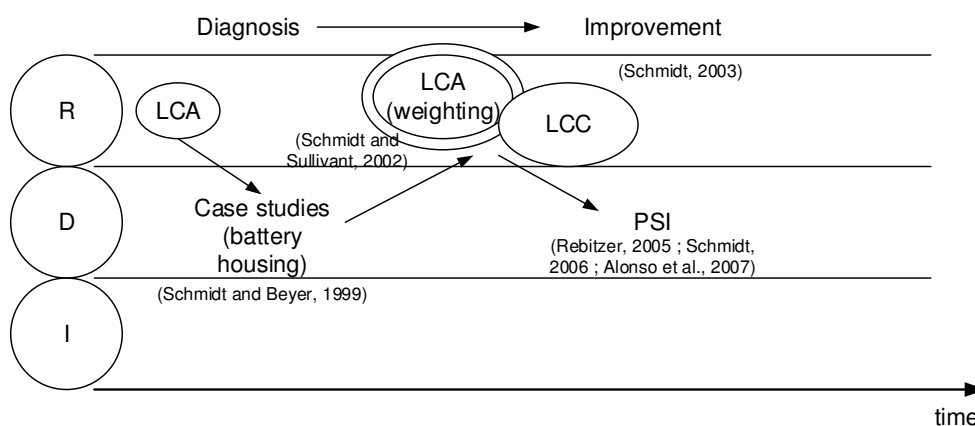 Diagnosis
Improvement
(Schmidt, 2003)
R
LCA
LCA
(weighting)
LCC
(Schmidt and
Sullivant, 2002)
D
Case studies
(battery
housing)
PSI
(Rebitzer, 2005 ; Schmidt,
2006 ; Alonso et al., 2007)
(Schmidt and Beyer, 1999)
I
time